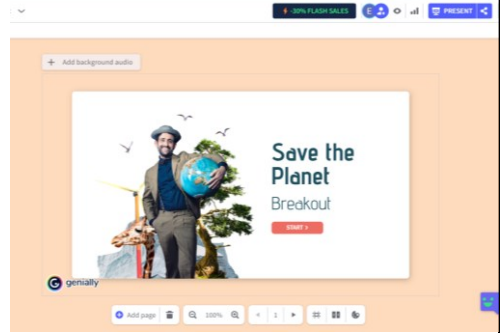 -30% FLASH SALES
E
PRESENT
+ Add background audio
Save the
Planet
Breakout
START >
genially
Add page
100%
1